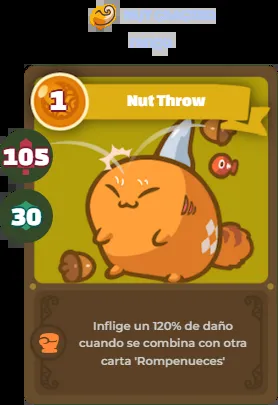 1
Nut Throw
105
30
Inflige un 120% de daño
cuando se combina con otra
carta 'Rompenueces'